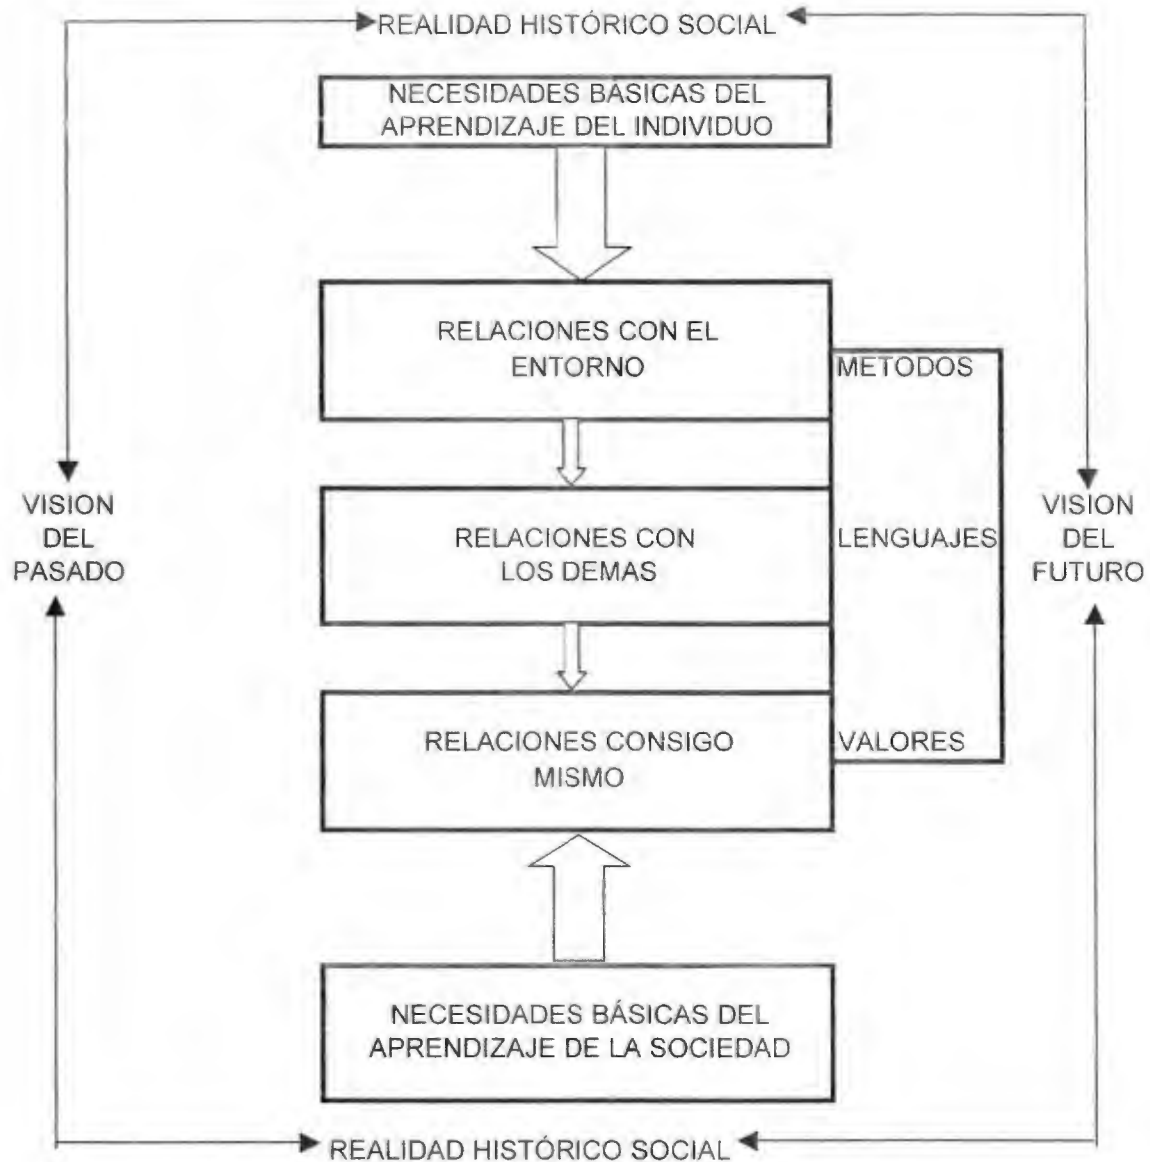 REALIDAD HISTÓRICO SOCIAL
NECESIDADES BÁSICAS DEL
APRENDIZAJE DEL INDIVIDUO
RELACIONES CON EL
ENTORNO
METODOS
VISION
DEL
PASADO
RELACIONES CON
LOS DEMAS
LENGUAJES
VISION
DEL
FUTURO
RELACIONES CONSIGO
MISMO
VALORES
NECESIDADES BÁSICAS DEL
APRENDIZAJE DE LA SOCIEDAD
REALIDAD HISTÓRICO SOCIAL